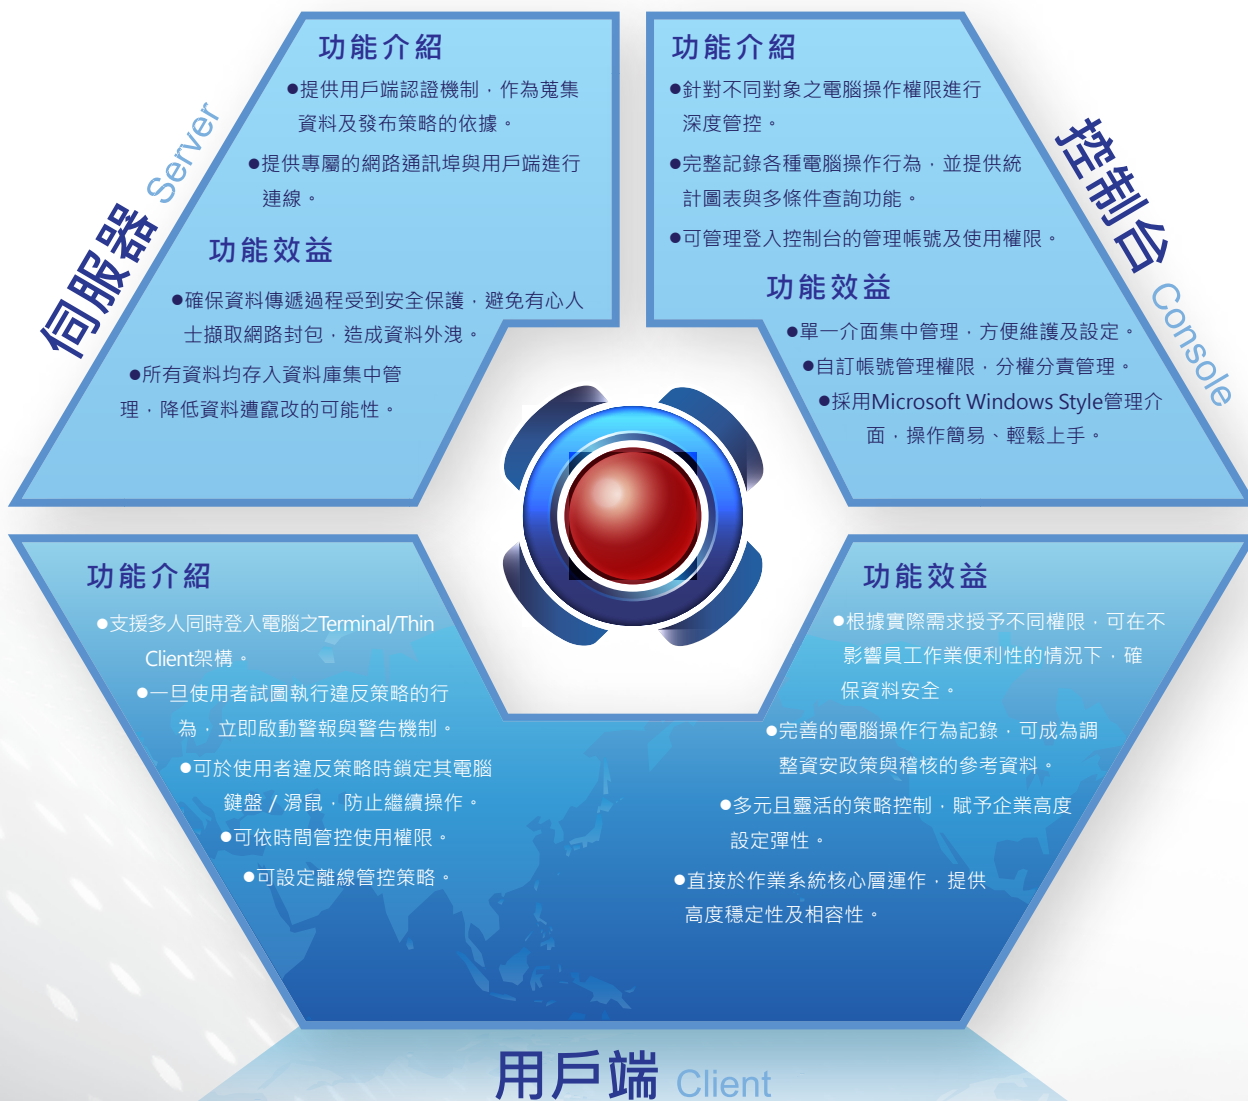 伺服器 Server
功能介紹
●提供用戶端認證機制，作為蒐集
資料及發布策略的依據。
●提供專屬的網路通訊埠與用戶端進行
連線。
功能效益
●確保資料傳遞過程受到安全保護，避免有心人
士擷取網路封包，造成資料外洩。
●所有資料均存入資料庫集中管
理，降低資料遭竄改的可能性。
控制台 Console
功能介紹
●針對不同對象之電腦操作權限進行
深度管控。
●完整記錄各種電腦操作行為，並提供統
計圖表與多條件查詢功能。
●可管理登入控制台的管理帳號及使用權限。
功能效益
●單一介面集中管理，方便維護及設定。
●自訂帳號管理權限，分權分責管理。
●採用Microsoft Windows Style管理介
面，操作簡易、輕鬆上手。
功能介紹
●支援多人同時登入電腦之Terminal/Thin
Client架構。
●一旦使用者試圖執行違反策略的行
為，立即啟動警報與警告機制。
●可於使用者違反策略時鎖定其電腦
鍵盤 / 滑鼠，防止繼續操作。
●可依時間管控使用權限。
●可設定離線管控策略。
功能效益
●根據實際需求授予不同權限，可在不
影響員工作業便利性的情況下，確
保資料安全。
●完善的電腦操作行為記錄，可成為調
整資安政策與稽核的參考資料。
●多元且靈活的策略控制，賦予企業高度
設定彈性。
●直接於作業系統核心層運作，提供
高度穩定性及相容性。
用戶端 Client